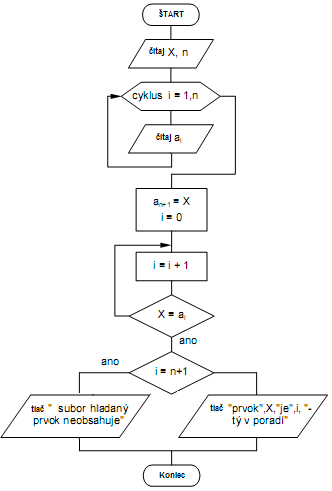 ŠTART
čítaj X, n
cyklus i = 1,n
čítaj ai
an+1 = X
i = 0
i = i + 1
X = ai
ano
ano
i = n+1
tlač " subor hladaný
prvok neobsahuje"
tlač "prvok",X,"je",i, "-
tý v poradí"
Koniec